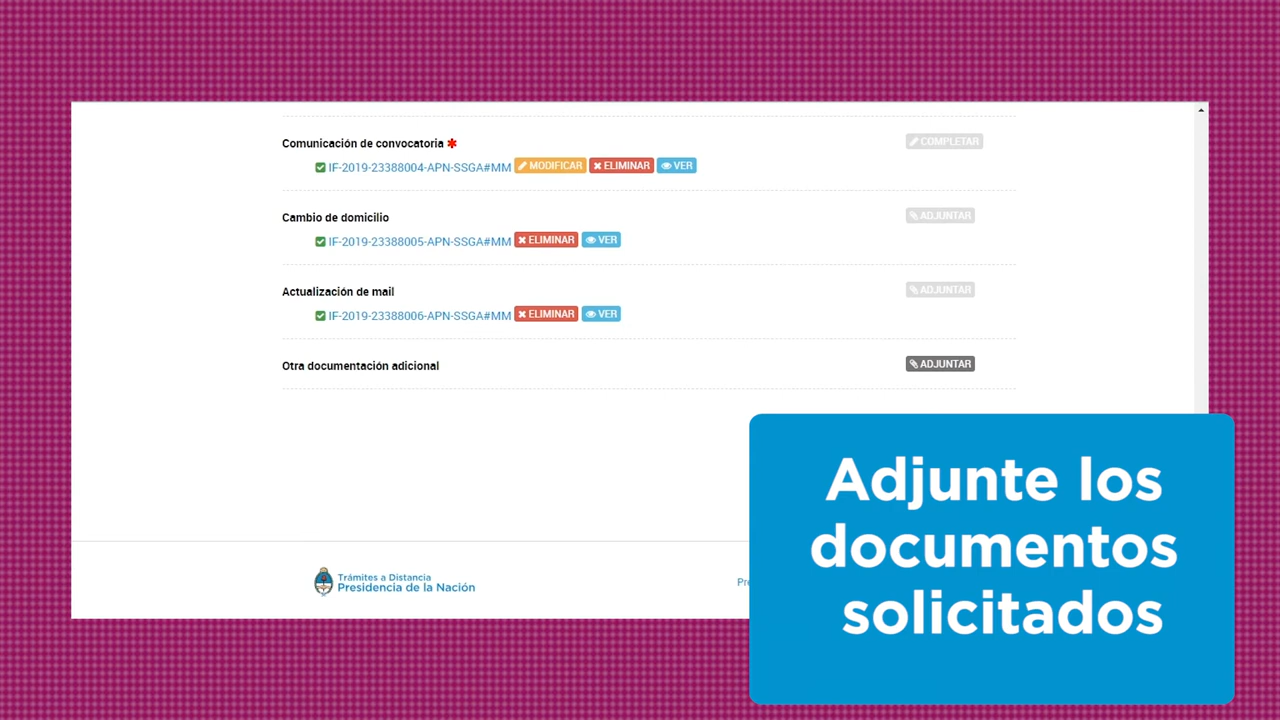 Comunicación de convocatoria *
COMPLETAR
IF-2019-23388004-APN-SSGA#MM MODIFICAR ELIMINAR VER
Cambio de domicilio
ADJUNTAR
IF-2019-23388005-APN-SSGA#MM ELIMINAR VER
Actualización de mail
ADJUNTAR
IF-2019-23388006-APN-SSGA#MM ELIMINAR VER
Otra documentación adicional
ADJUNTAR
Adjunte los
documentos
solicitados
Trámites a Distancia
Presidencia de la Nación